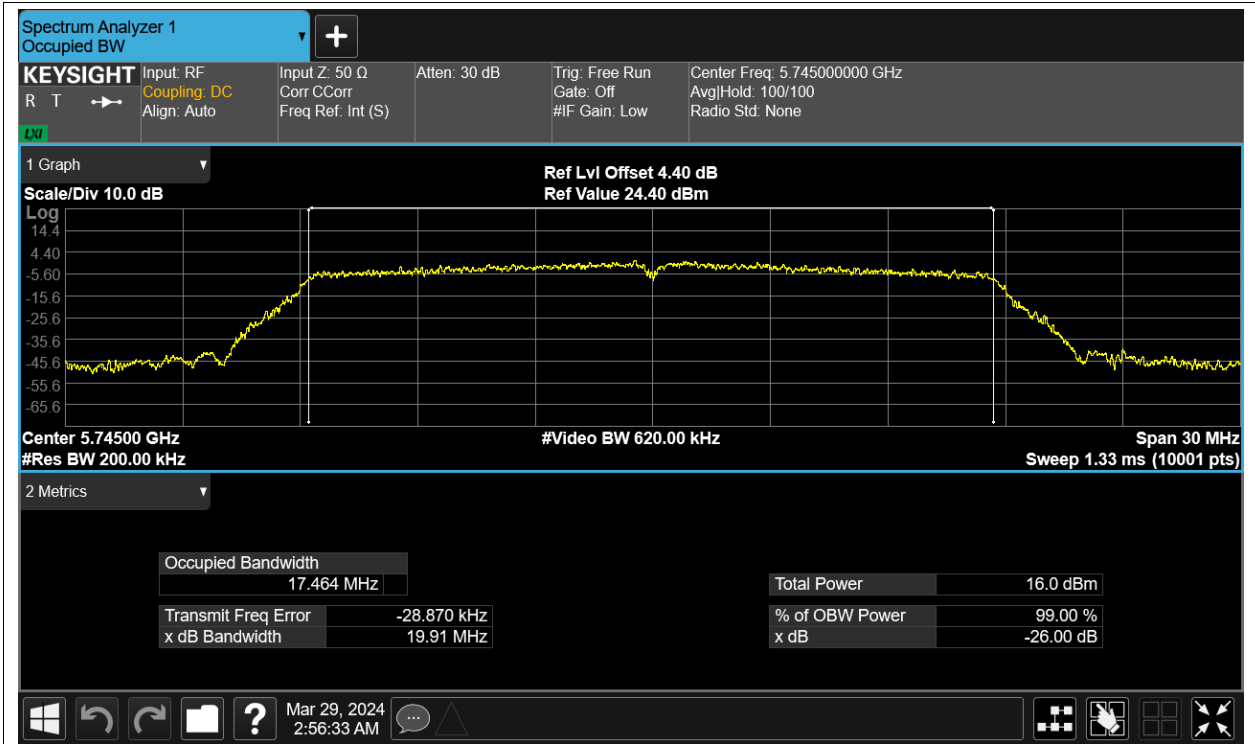 Spectrum Analyzer 1
Occupied BW
KEYSIGHT
R T
LXI
Input: RF
Coupling: DC
Align: Auto
Input Z: 50 Ω
Corr CCorr
Freq Ref: Int (S)
Atten: 30 dB
Trig: Free Run
Gate: Off
#IF Gain: Low
Center Freq: 5.745000000 GHz
Avg|Hold: 100/100
Radio Std: None
1 Graph
Scale/Div 10.0 dB
Ref Lvl Offset 4.40 dB
Ref Value 24.40 dBm
Log
14.4
4.40
-5.60
-15.6
-25.6
-35.6
-45.6
-55.6
-65.6
Center 5.74500 GHz
#Res BW 200.00 kHz
#Video BW 620.00 kHz
Span 30 MHz
Sweep 1.33 ms (10001 pts)
2 Metrics
Occupied Bandwidth
17.464 MHz
Transmit Freq Error -28.870 kHz
x dB Bandwidth 19.91 MHz
Total Power 16.0 dBm
% of OBW Power 99.00 %
x dB -26.00 dB
?
Mar 29, 2024
2:56:33 AM